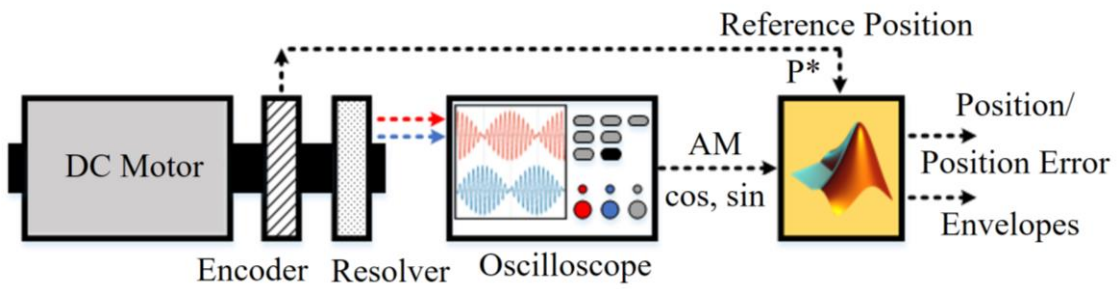 Reference Position
P*
DC Motor
Position/
Position Error
AM
cos, sin
Envelopes
Encoder
Resolver
Oscilloscope